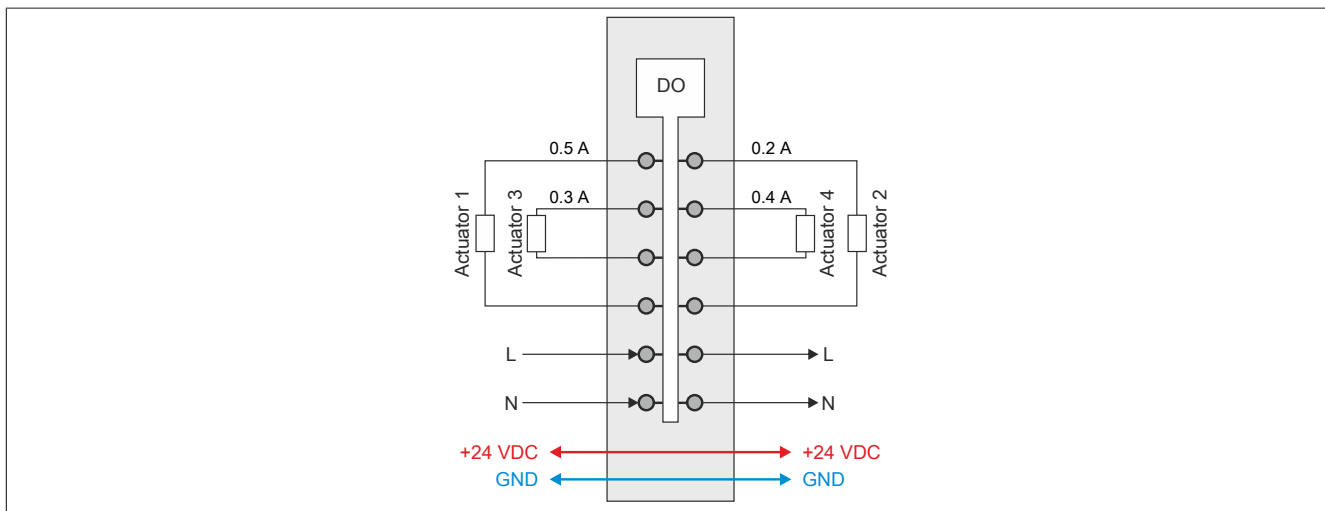 DO
0.5 A
0.2 A
0.3 A
0.4 A
Actuator 1
Actuator 3
Actuator 4
Actuator 2
L
L
N
N
+24 VDC
+24 VDC
GND
GND